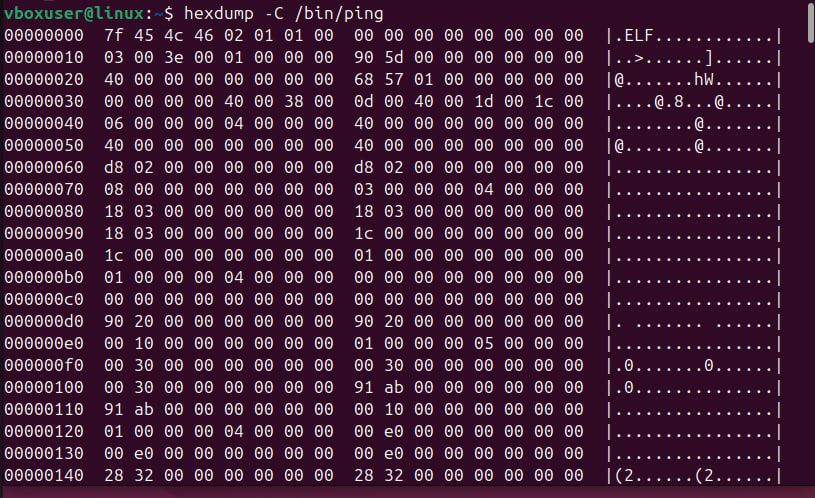 vboxuser@linux:~$ hexdump -C /bin/ping
00000000  7f 45 4c 46 02 01 01 00  00 00 00 00 00 00 00 00  |.ELF............|
00000010  03 00 3e 00 01 00 00 00  90 5d 00 00 00 00 00 00  |..>......]......|
00000020  40 00 00 00 00 00 00 00  68 57 01 00 00 00 00 00  |@.......hW......|
00000030  00 00 00 00 40 00 38 00  0d 00 40 00 1d 00 1c 00  |....@.8...@.....|
00000040  06 00 00 00 04 00 00 00  40 00 00 00 00 00 00 00  |........@.......|
00000050  40 00 00 00 00 00 00 00  40 00 00 00 00 00 00 00  |@.......@.......|
00000060  d8 02 00 00 00 00 00 00  d8 02 00 00 00 00 00 00  |................|
00000070  08 00 00 00 00 00 00 00  03 00 00 00 04 00 00 00  |................|
00000080  18 03 00 00 00 00 00 00  18 03 00 00 00 00 00 00  |................|
00000090  18 03 00 00 00 00 00 00  1c 00 00 00 00 00 00 00  |................|
000000a0  1c 00 00 00 00 00 00 00  01 00 00 00 00 00 00 00  |................|
000000b0  01 00 00 00 04 00 00 00  00 00 00 00 00 00 00 00  |................|
000000c0  00 00 00 00 00 00 00 00  00 00 00 00 00 00 00 00  |................|
000000d0  90 20 00 00 00 00 00 00  90 20 00 00 00 00 00 00  |. ....... ......|
000000e0  00 10 00 00 00 00 00 00  01 00 00 00 05 00 00 00  |................|
000000f0  00 30 00 00 00 00 00 00  00 30 00 00 00 00 00 00  |.0.......0......|
00000100  00 30 00 00 00 00 00 00  91 ab 00 00 00 00 00 00  |.0..............|
00000110  91 ab 00 00 00 00 00 00  00 10 00 00 00 00 00 00  |................|
00000120  01 00 00 00 04 00 00 00  00 e0 00 00 00 00 00 00  |................|
00000130  00 e0 00 00 00 00 00 00  00 e0 00 00 00 00 00 00  |................|
00000140  28 32 00 00 00 00 00 00  28 32 00 00 00 00 00 00  |(2......(2......|